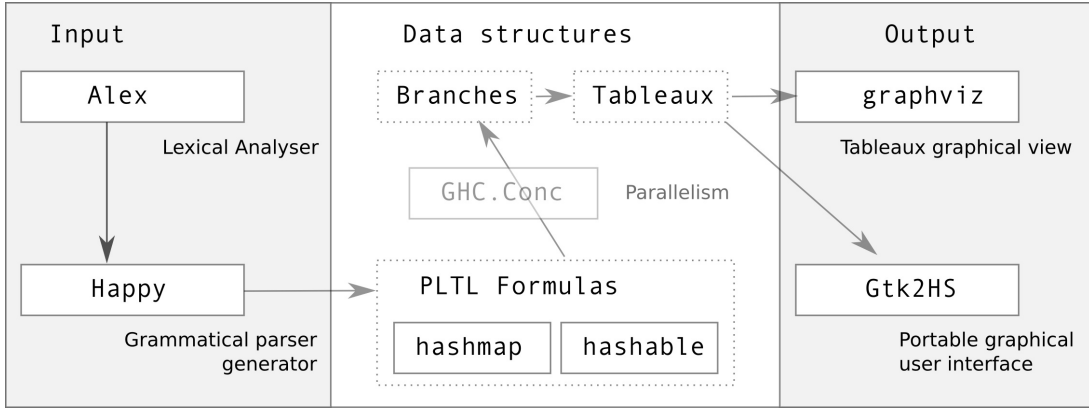 Input
Alex
Lexical Analyser
Happy
Grammatical parser
generator
Data structures
Branches
Tableaux
GHC.Conc
Parallelism
PLTL Formulas
hashmap
hashable
Output
graphviz
Tableaux graphical view
Gtk2HS
Portable graphical
user interface